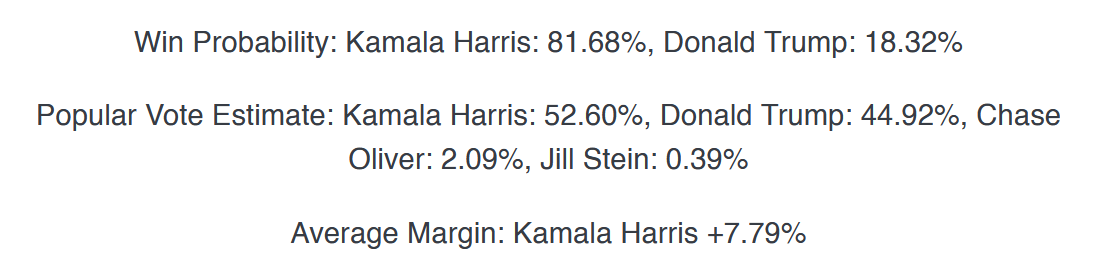 Win Probability: Kamala Harris: 81.68%, Donald Trump: 18.32%
Popular Vote Estimate: Kamala Harris: 52.60%, Donald Trump: 44.92%, Chase
Oliver: 2.09%, Jill Stein: 0.39%
Average Margin: Kamala Harris +7.79%